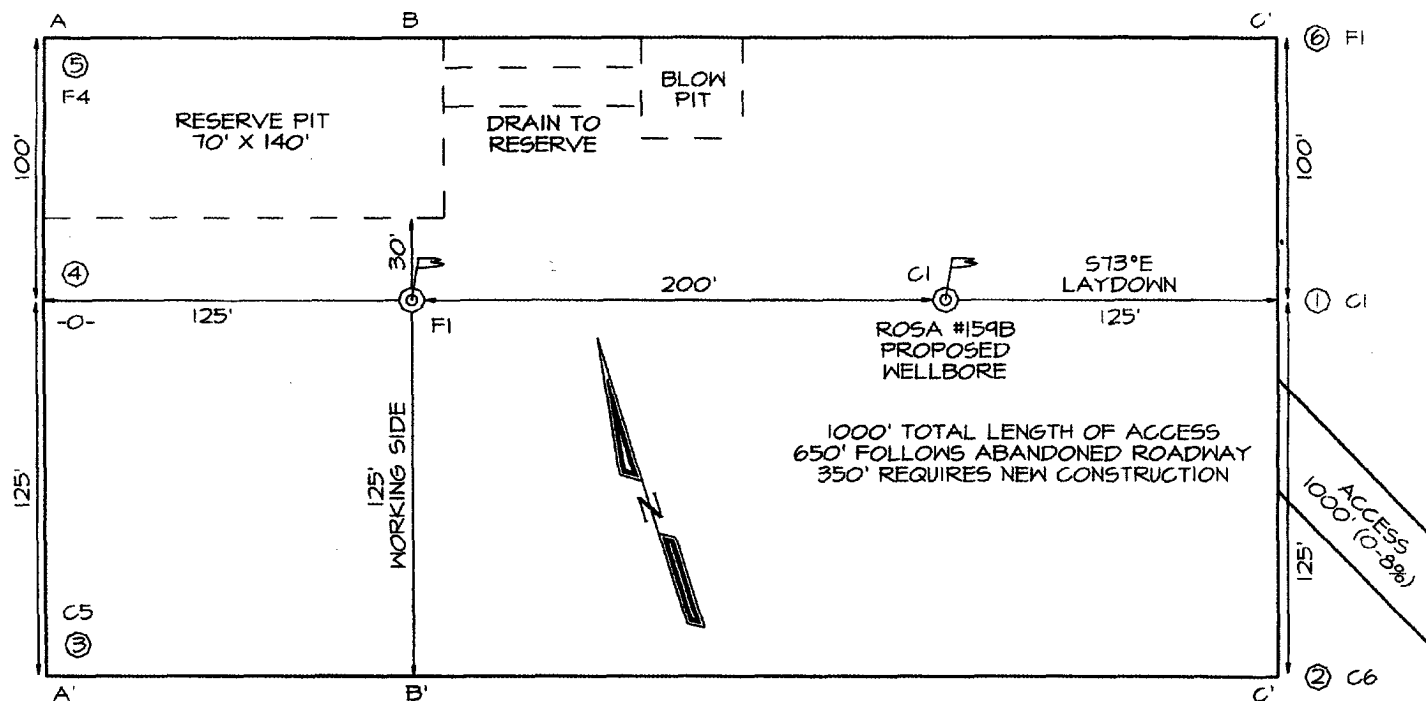 A
B
C'
⑤
F4
RESERVE PIT
70' X 140'
DRAIN TO
RESERVE
BLOW
PIT
⑥ F1
100'
100'
④
-0-
125'
30'
F1
200'
C1
S73°E
LAYDOWN
125'
① C1
ROSA #159B
PROPOSED
WELLBORE
1000' TOTAL LENGTH OF ACCESS
650' FOLLOWS ABANDONED ROADWAY
350' REQUIRES NEW CONSTRUCTION
125'
125'
WORKING SIDE
N
ACCESS
1000' (0-8%)
125'
C5
③
A'
B'
C'
② C6